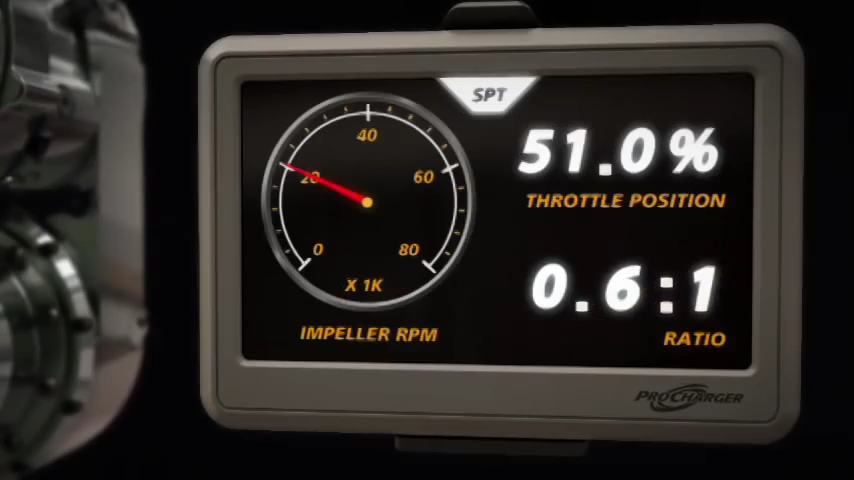 SPT
40
20
60
0
80
X 1K
IMPELLER RPM
51.0%
THROTTLE POSITION
0.6:1
RATIO
PROCHARGER